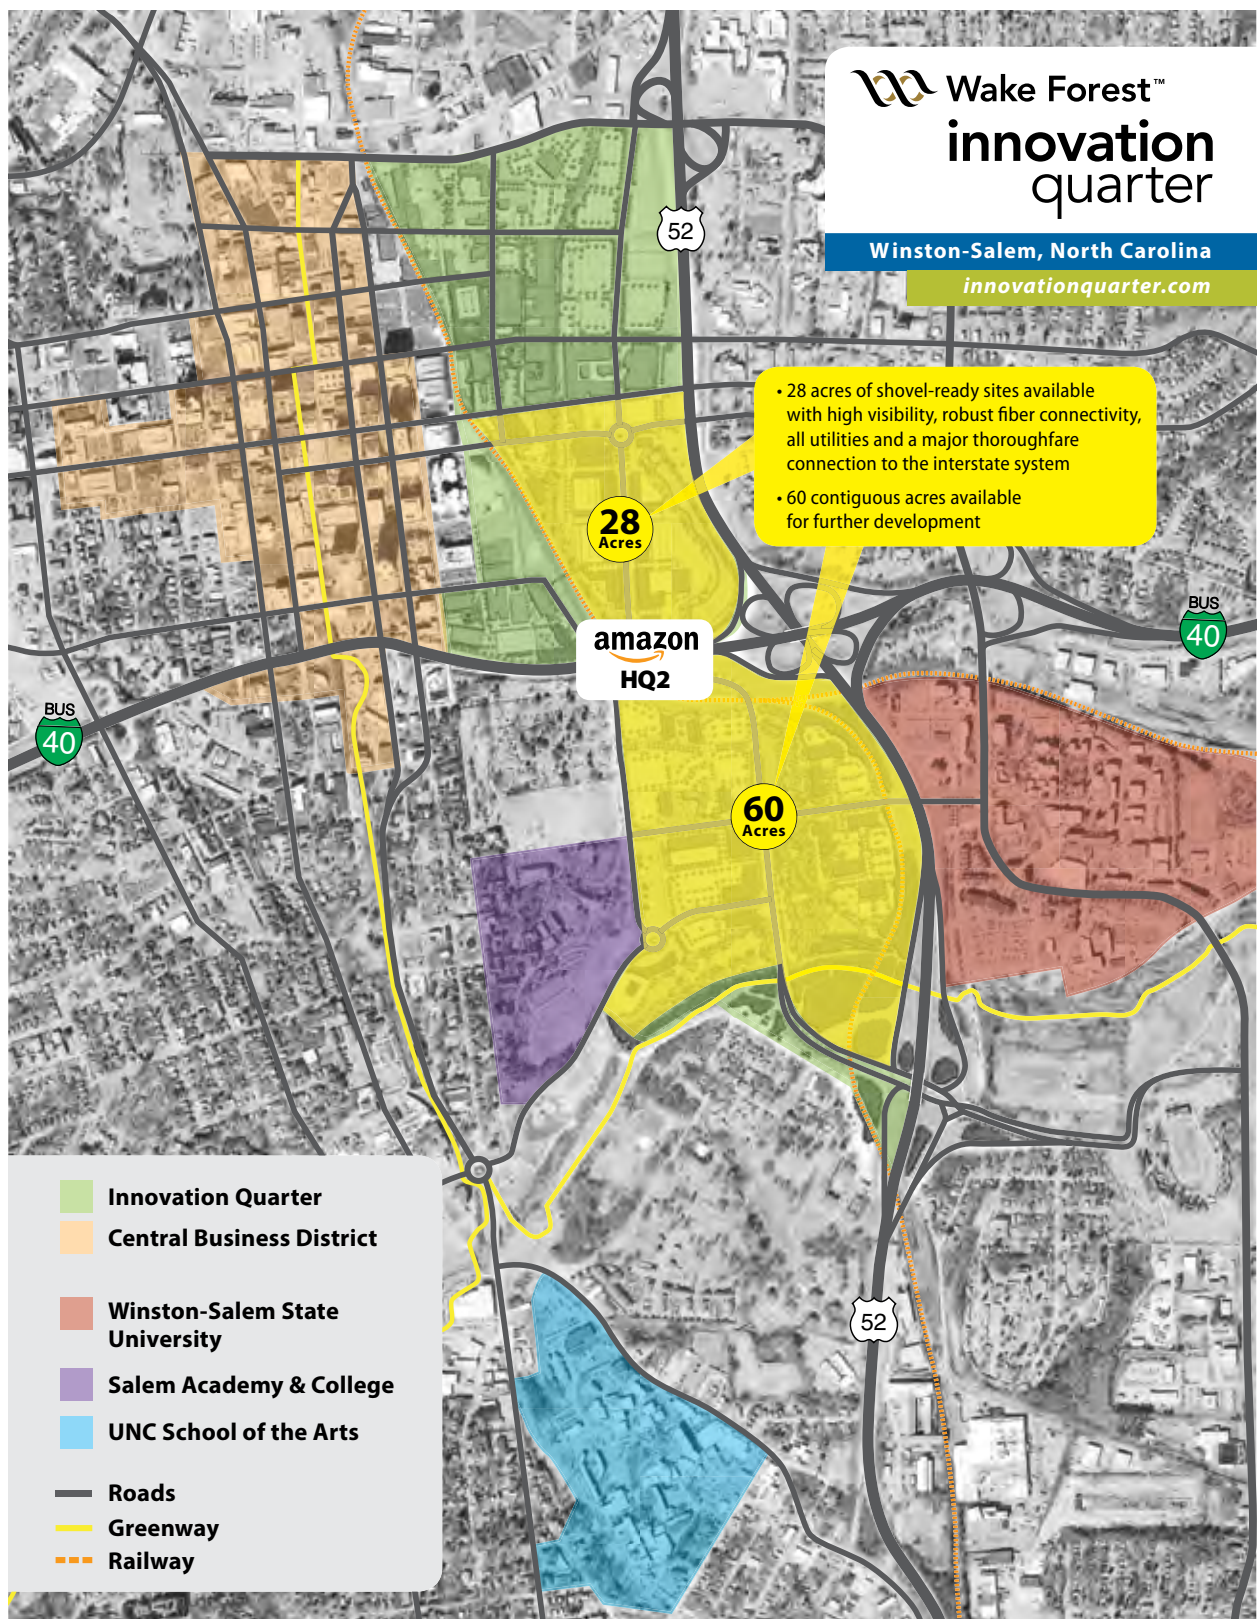 Wake Forest™
innovation
quarter
Winston-Salem, North Carolina
innovationquarter.com
52
• 28 acres of shovel-ready sites available
with high visibility, robust fiber connectivity,
all utilities and a major thoroughfare
connection to the interstate system
• 60 contiguous acres available
for further development
28
Acres
amazon
HQ2
BUS
40
BUS
40
60
Acres
52
Innovation Quarter
Central Business District
Winston-Salem State
University
Salem Academy & College
UNC School of the Arts
Roads
Greenway
Railway